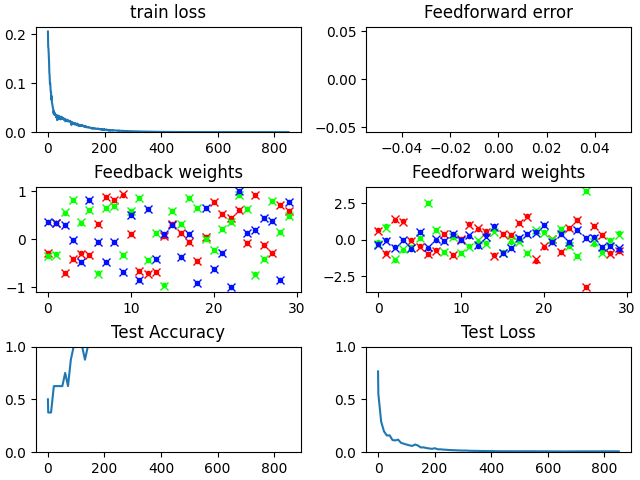 train loss
Feedforward error
0.2
0.1
0.0
0 200 400 600 800
0.05
0.00
−0.05
−0.04 −0.02 0.00 0.02 0.04
Feedback weights
Feedforward weights
1
0
−1
0 10 20 30
2.5
0.0
−2.5
0 10 20 30
Test Accuracy
Test Loss
1.0
0.5
0.0
0 200 400 600 800
1.0
0.5
0.0
0 200 400 600 800